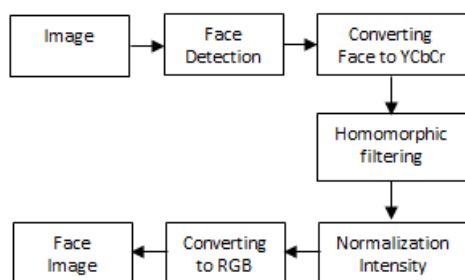 Image
Face
Detection
Converting
Face to YCbCr
Homomorphic
filtering
Normalization
Intensity
Converting
to RGB
Face
Image